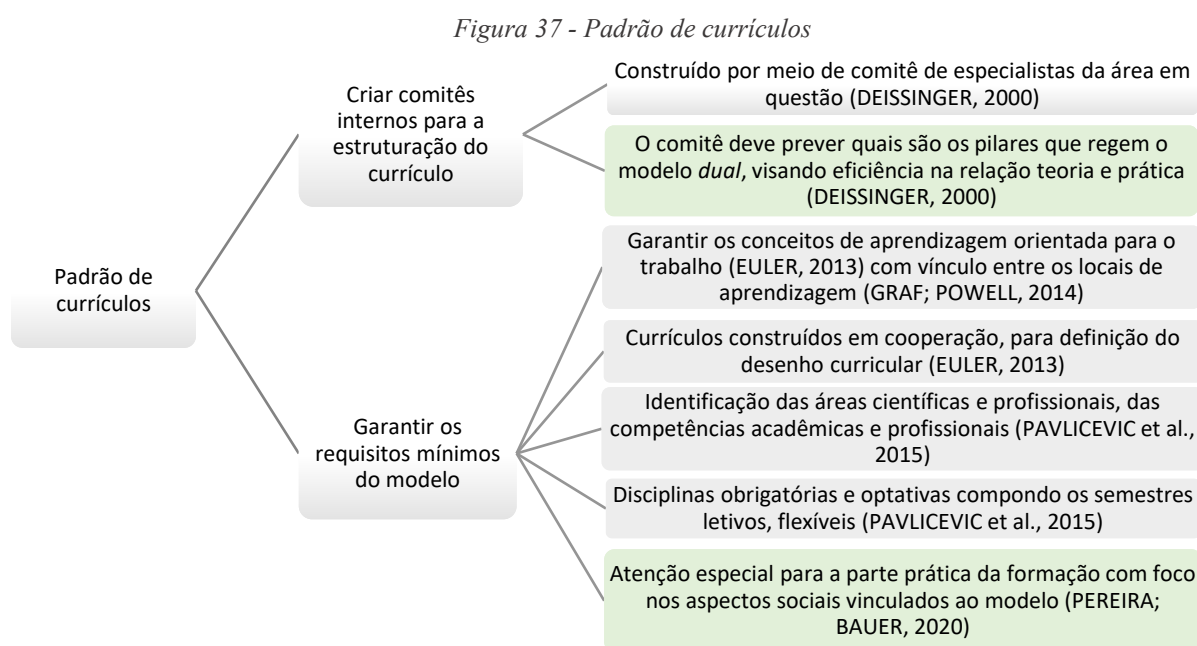 Figura 37 - Padrão de currículos
Padrão de
currículos
Criar comitês
internos para a
estruturação do
currículo
Construído por meio de comitê de especialistas da área em
questão (DEISSINGER, 2000)
O comitê deve prever quais são os pilares que regem o
modelo dual, visando eficiência na relação teoria e prática
(DEISSINGER, 2000)
Garantir os
requisitos mínimos
do modelo
Garantir os conceitos de aprendizagem orientada para o
trabalho (EULER, 2013) com vínculo entre os locais de
aprendizagem (GRAF; POWELL, 2014)
Currículos construídos em cooperação, para definição do
desenho curricular (EULER, 2013)
Identificação das áreas científicas e profissionais, das
competências acadêmicas e profissionais (PAVLICEVIC et al.,
2015)
Disciplinas obrigatórias e optativas compondo os semestres
letivos, flexíveis (PAVLICEVIC et al., 2015)
Atenção especial para a parte prática da formação com foco
nos aspectos sociais vinculados ao modelo (PEREIRA;
BAUER, 2020)